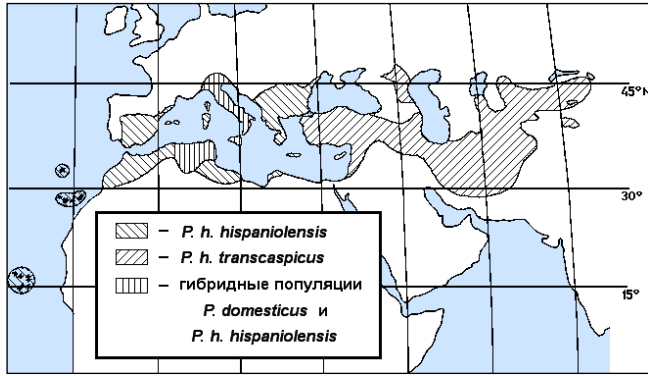 45°N
30°
– P. h. hispaniolensis
– P. h. transcaspicus
– гибридные популяции
P. domesticus и
P. h. hispaniolensis
15°